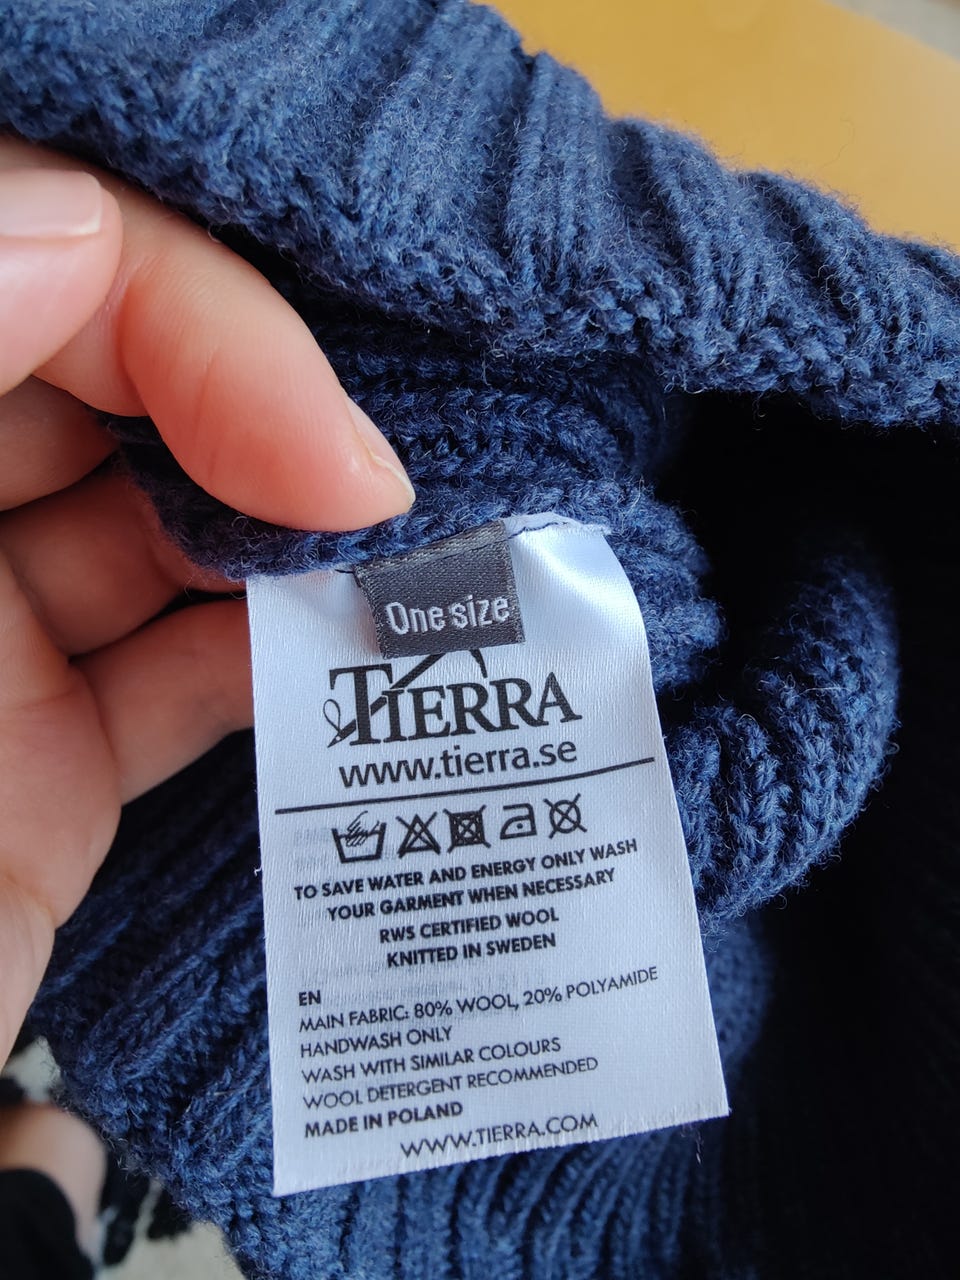 One size
TIERRA
www.tierra.se
TO SAVE WATER AND ENERGY ONLY WASH
YOUR GARMENT WHEN NECESSARY
RWS CERTIFIED WOOL
KNITTED IN SWEDEN
EN
MAIN FABRIC: 80% WOOL, 20% POLYAMIDE
HANDWASH ONLY
WASH WITH SIMILAR COLOURS
WOOL DETERGENT RECOMMENDED
MADE IN POLAND
WWW.TIERRA.COM